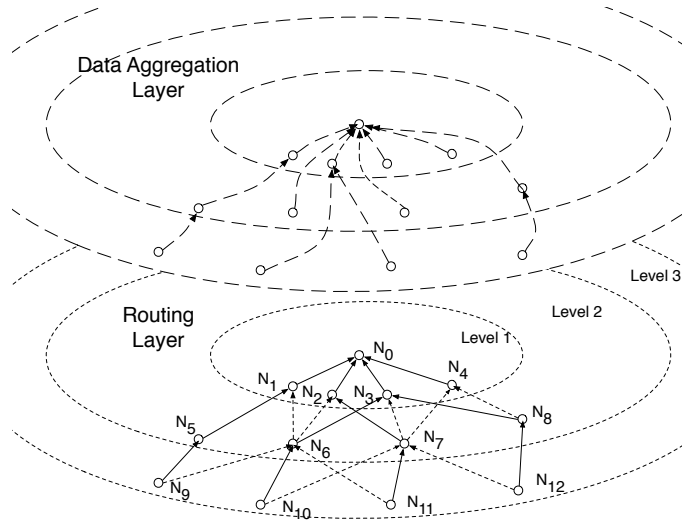 Data Aggregation
Layer
Level 3
Level 2
Routing
Layer
Level 1
N0
N1
N2
N3
N4
N5
N6
N7
N8
N9
N10
N11
N12